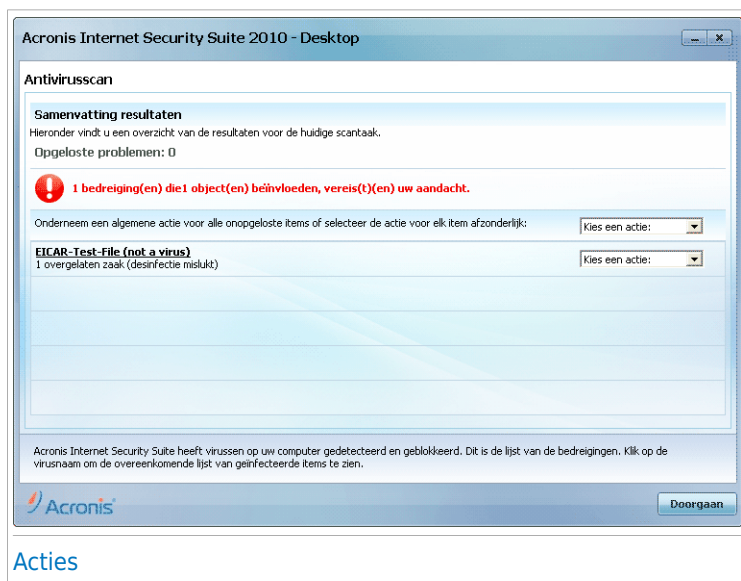 Acronis Internet Security Suite 2010 - Desktop
Antivirusscan
Samenvatting resultaten
Hieronder vindt u een overzicht van de resultaten voor de huidige scantaak.
Opgeloste problemen: 0
1 bedreiging(en) die1 object(en) beïnvloeden, vereis(t)(en) uw aandacht.
Onderneem een algemene actie voor alle onopgeloste items of selecteer de actie voor elk item afzonderlijk:
Kies een actie:
EICAR-Test-File (not a virus)
Kies een actie:
1 overgelaten zaak (desinfectie mislukt)
Acronis Internet Security Suite heeft virussen op uw computer gedetecteerd en geblokkeerd. Dit is de lijst van de bedreigingen. Klik op de
virusnaam om de overeenkomende lijst van geïnfecteerde items te zien.
Acronis
Doorgaan
Acties